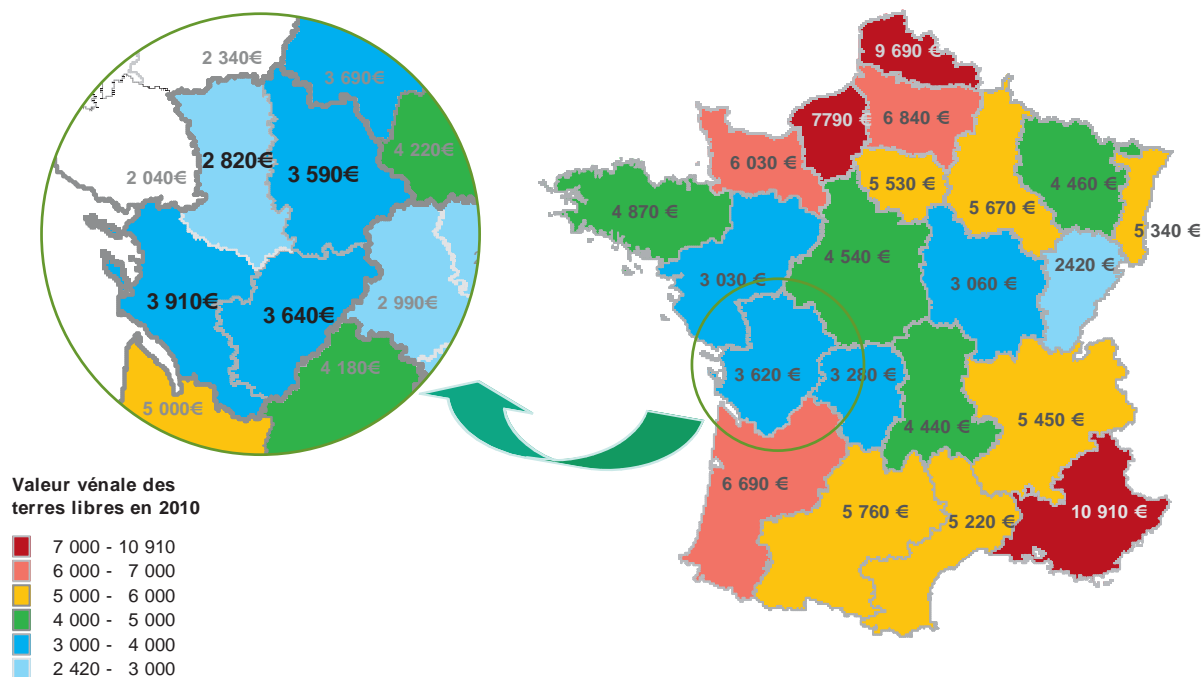 2 340€
3 690€
4 220€
2 820€
3 590€
2 040€
3 910€
3 640€
2 990€
4 180€
5 000€
9 690 €
7790 €
6 840 €
6 030 €
5 530 €
4 460 €
4 870 €
5 670 €
5 340 €
4 540 €
2420 €
3 030 €
3 060 €
3 620 €
3 280 €
4 440 €
5 450 €
6 690 €
5 760 €
5 220 €
10 910 €
Valeur vénale des
terres libres en 2010
7 000 - 10 910
6 000 - 7 000
5 000 - 6 000
4 000 - 5 000
3 000 - 4 000
2 420 - 3 000